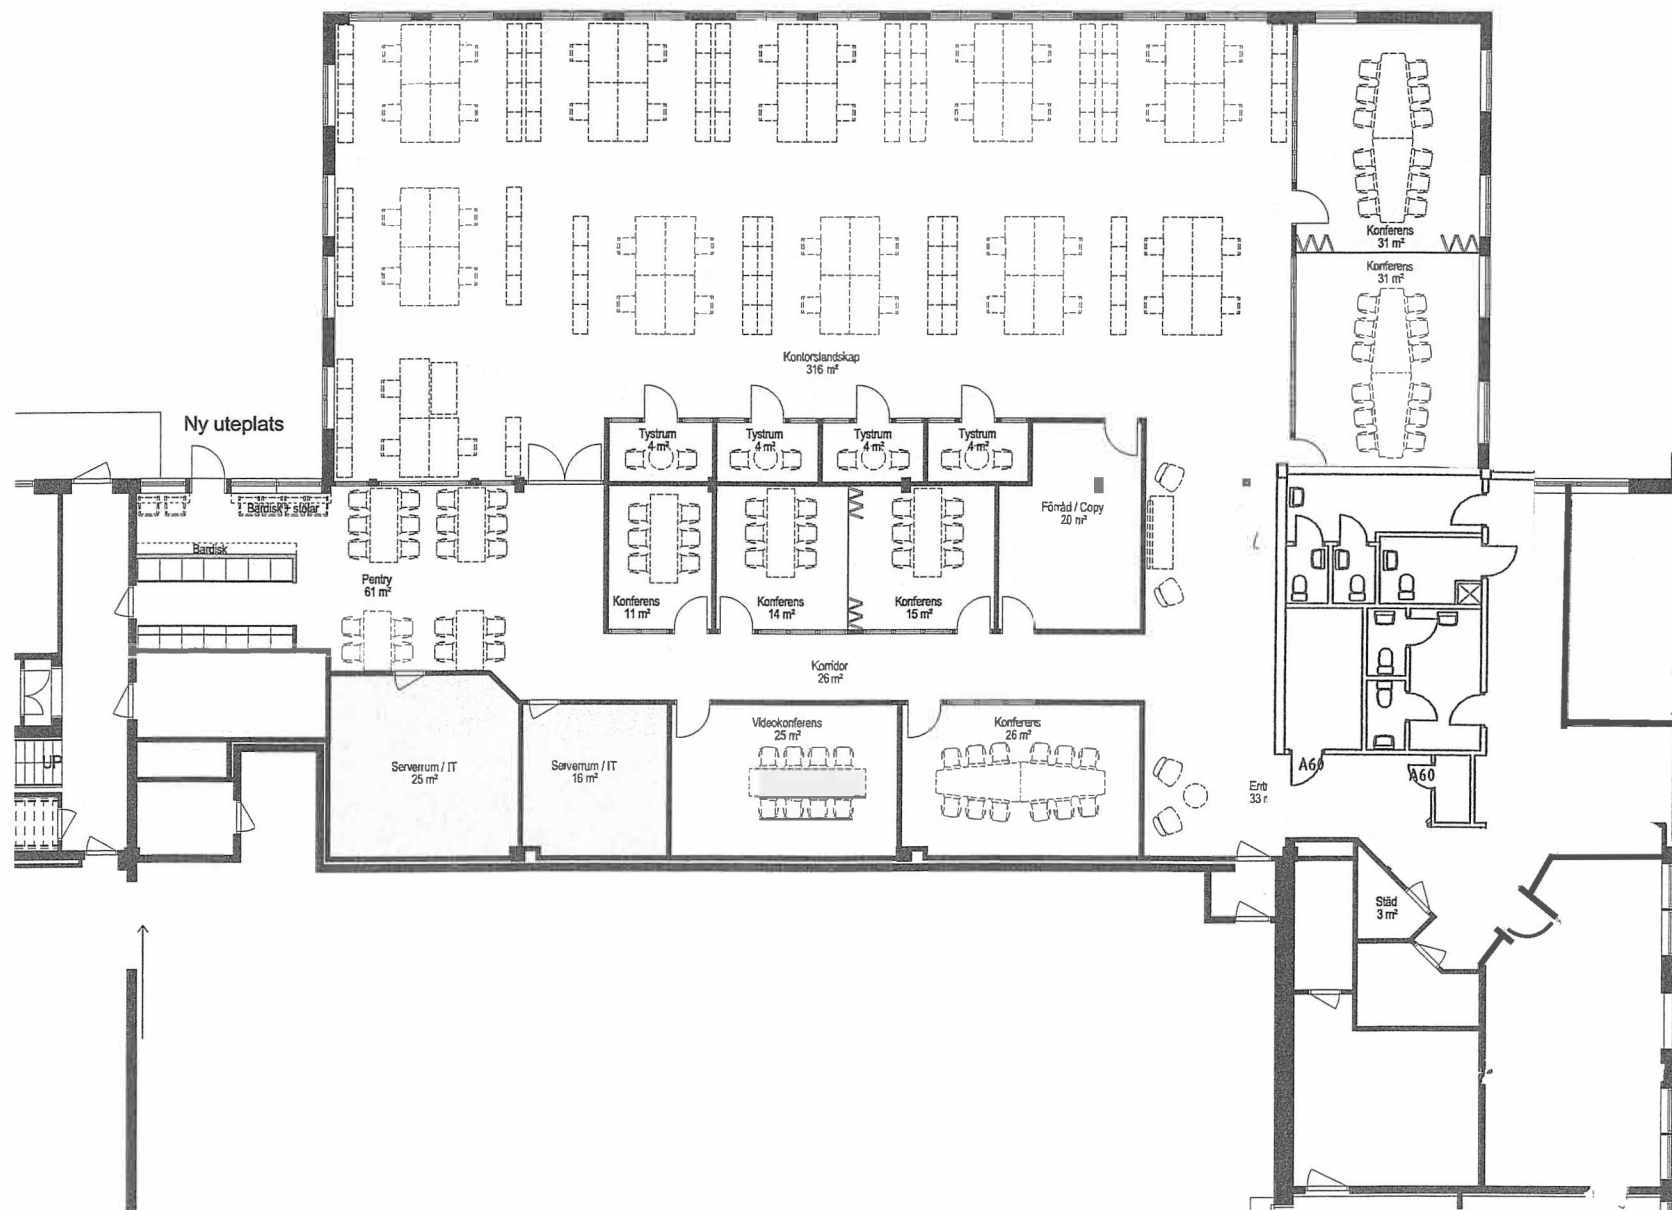 Konferens
31 m²
Konferens
31 m²
Kontorslandskap
316 m²
Ny uteplats
Tystrum
4 m²
Tystrum
4 m²
Tystrum
4 m²
Tystrum
4 m²
Bardisk + stolar
Bardisk
Pentry
61 m²
Konferens
11 m²
Konferens
14 m²
Konferens
15 m²
Förråd / Copy
20 m²
Korridor
26 m²
Videokonferens
25 m²
Konferens
26 m²
Serverrum / IT
25 m²
Serverrum / IT
16 m²
UP
A60
A60
Entr
33 m
Städ
3 m²